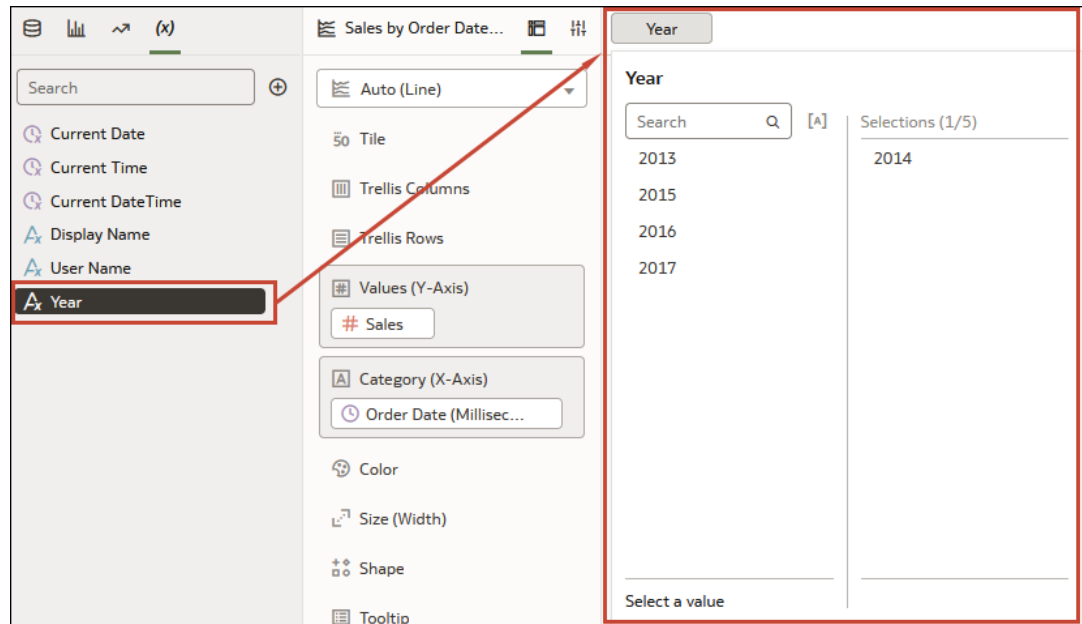 (x)
Search
Current Date
Current Time
Current DateTime
Display Name
User Name
Year
Sales by Order Date...
Auto (Line)
50 Tile
Trellis Columns
Trellis Rows
# Values (Y-Axis)
# Sales
A Category (X-Axis)
Order Date (Millisec...
Color
Size (Width)
Shape
Tooltip
Year
Year
Search [A]
2013
2015
2016
2017
Select a value
Selections (1/5)
2014